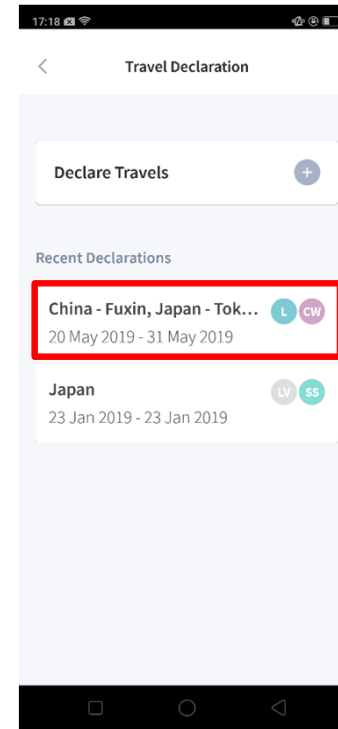 17:18
Travel Declaration
Declare Travels
Recent Declarations
China - Fuxin, Japan - Tok... L CW
20 May 2019 - 31 May 2019
Japan LV SS
23 Jan 2019 - 23 Jan 2019